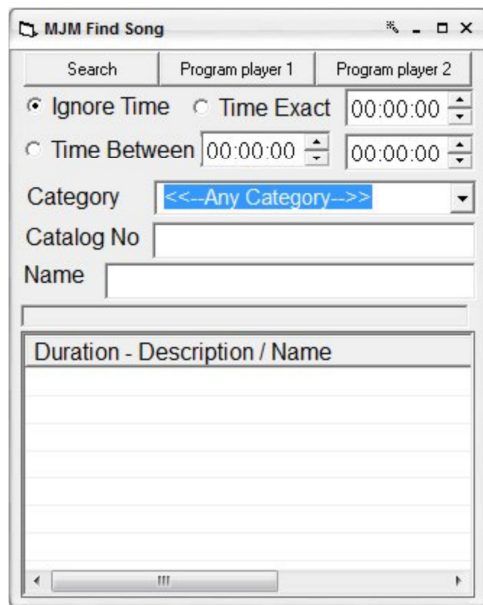 MJM Find Song
Search Program player 1 Program player 2
Ignore Time Time Exact 00:00:00
Time Between 00:00:00 00:00:00
Category <<--Any Category-->>
Catalog No
Name
Duration - Description / Name